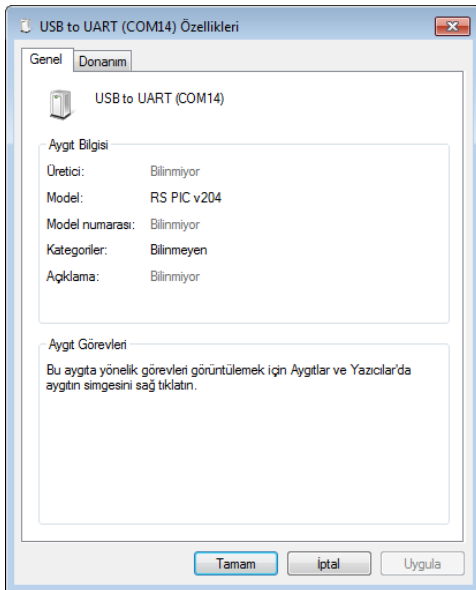 USB to UART (COM14) Özellikleri
Genel
Donanım
USB to UART (COM14)
Aygıt Bilgisi
Üretici: Bilinmiyor
Model: RS PIC v204
Model numarası: Bilinmiyor
Kategoriler: Bilinmeyen
Açıklama: Bilinmiyor
Aygıt Görevleri
Bu aygıta yönelik görevleri görüntülemek için Aygıtlar ve Yazıcılar'da
aygıtın simgesini sağ tıklatın.
Tamam
İptal
Uygula